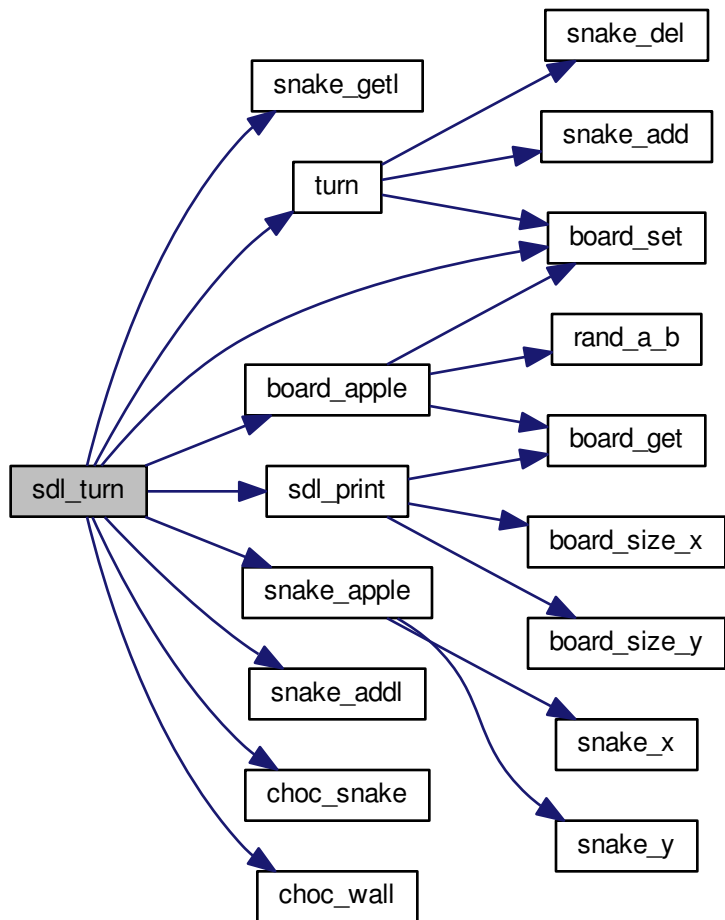 snake_del
snake_getl
snake_add
turn
board_set
rand_a_b
board_apple
board_get
sdl_turn
sdl_print
board_size_x
snake_apple
board_size_y
snake_addl
snake_x
choc_snake
snake_y
choc_wall